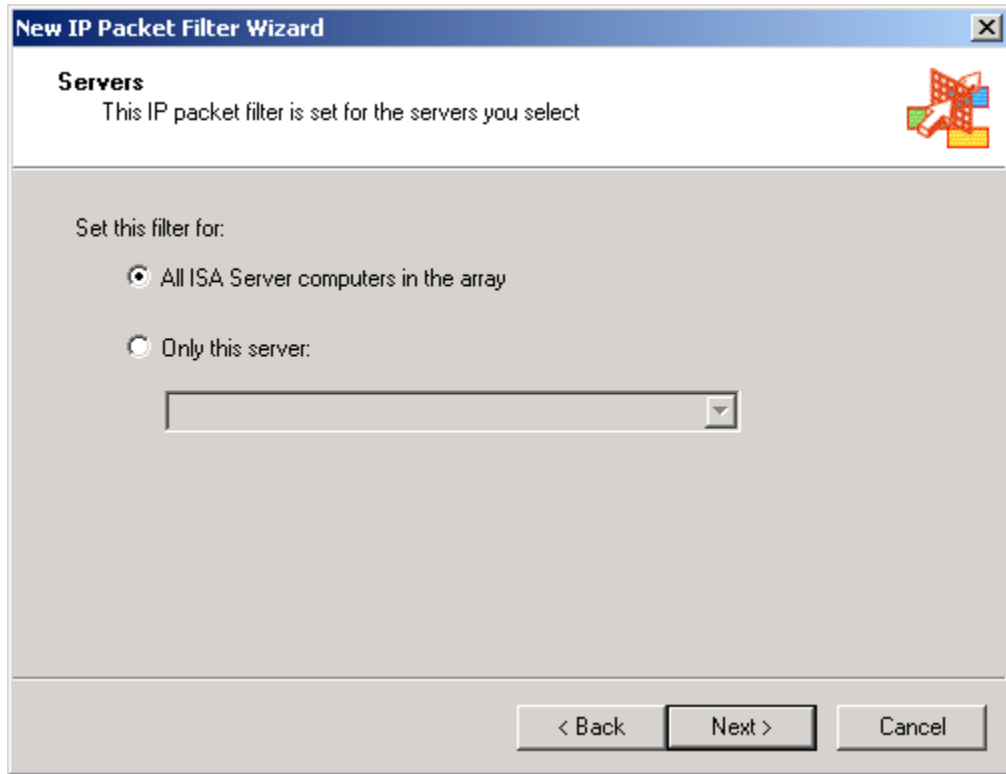 New IP Packet Filter Wizard
Servers
This IP packet filter is set for the servers you select
Set this filter for:
All ISA Server computers in the array
Only this server:
< Back Next > Cancel